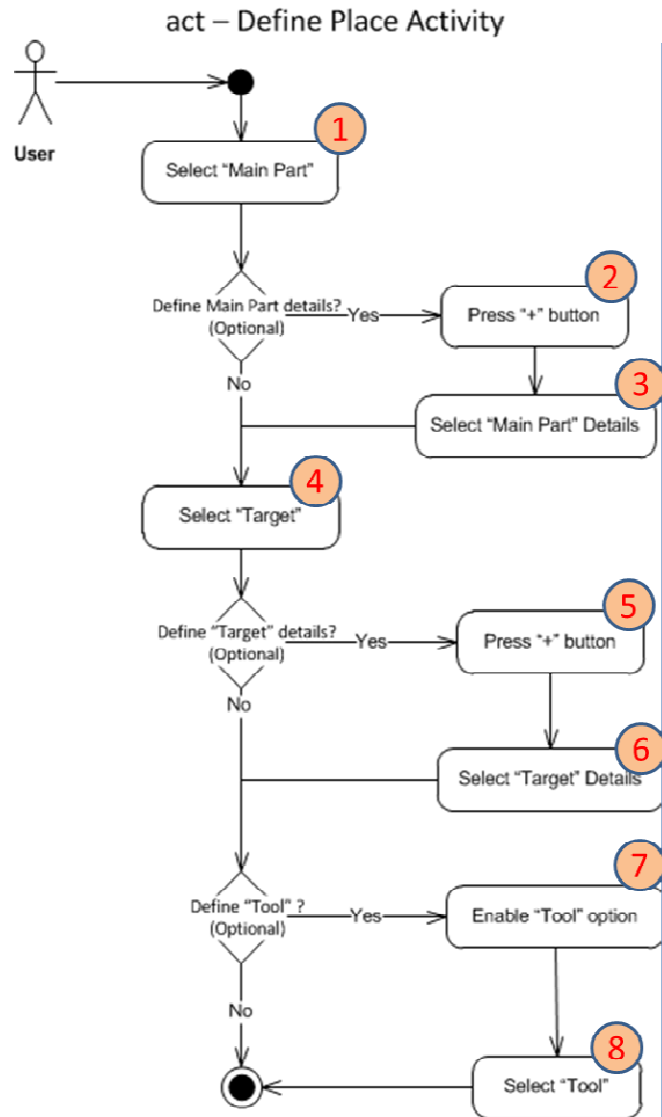 act – Define Place Activity
User
1
Select "Main Part"
Define Main Part details?
(Optional)
Yes
2
Press "+" button
No
3
Select "Main Part" Details
4
Select "Target"
Define "Target" details?
(Optional)
Yes
5
Press "+" button
No
6
Select "Target" Details
Define "Tool" ?
(Optional)
Yes
7
Enable "Tool" option
No
8
Select "Tool"